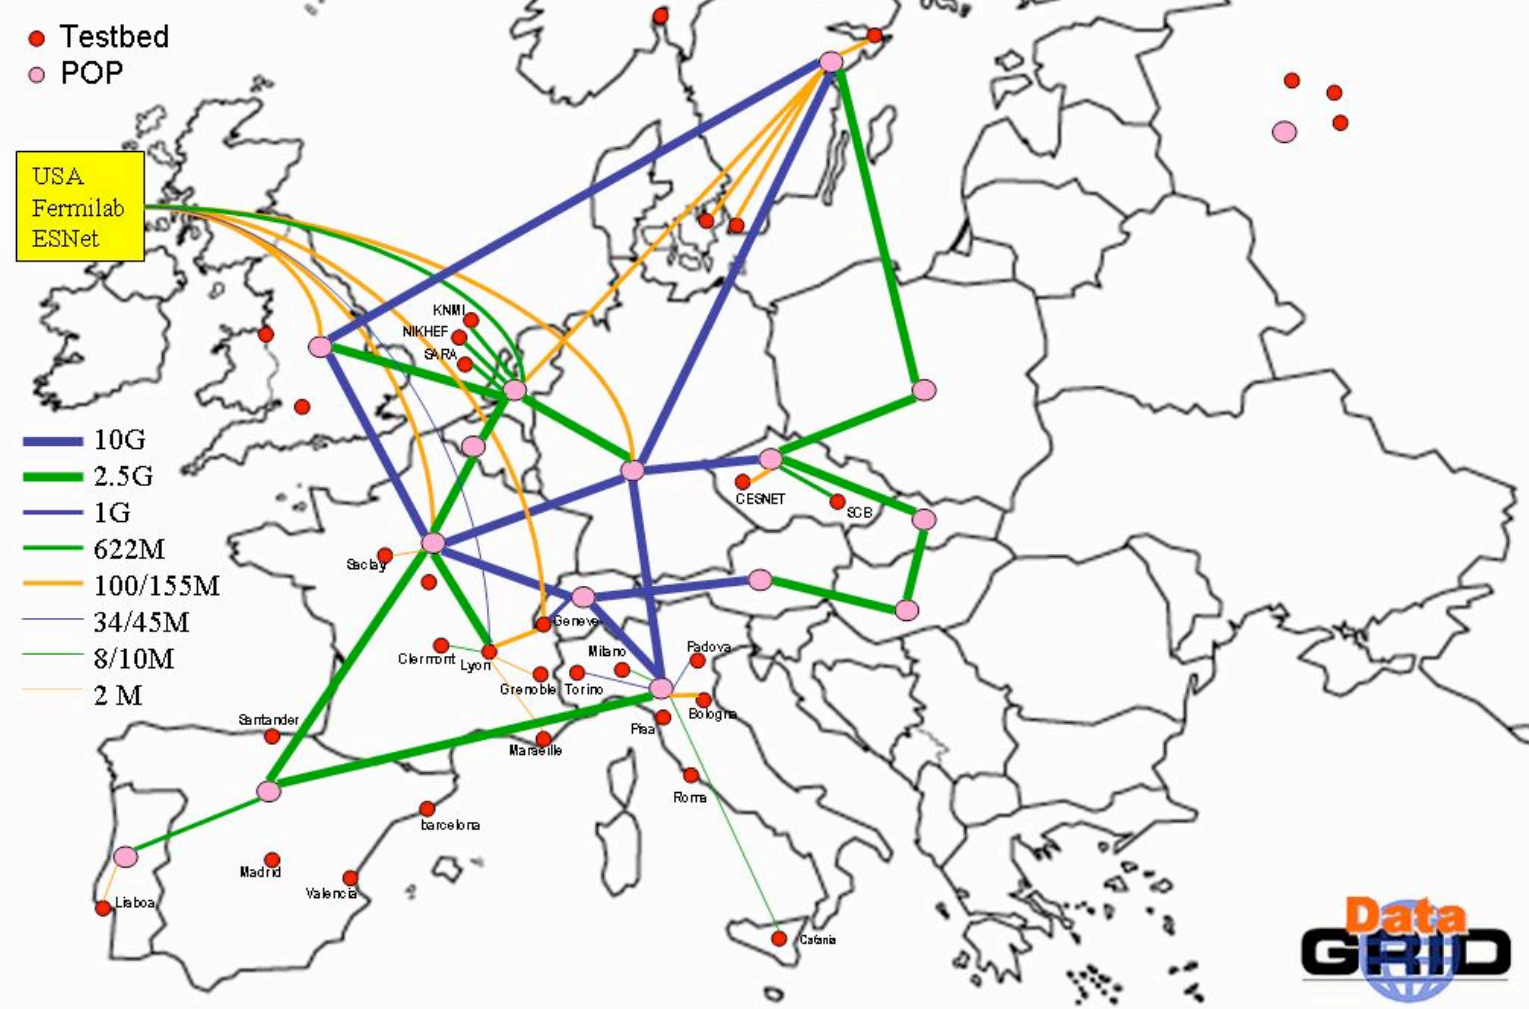 Testbed
POP
USA
Fermilab
ESNet
KNMI
NIKHEF
SARA
10G
2.5G
1G
622M
100/155M
34/45M
8/10M
2 M
CESNET
SCB
Saclay
Geneve
Clermont
Lyon
Grenoble
Torino
Milano
Padova
Bologna
Pisa
Marseille
Santander
Roma
barcelona
Madrid
Valencia
Lisboa
Catania
Data
GRID